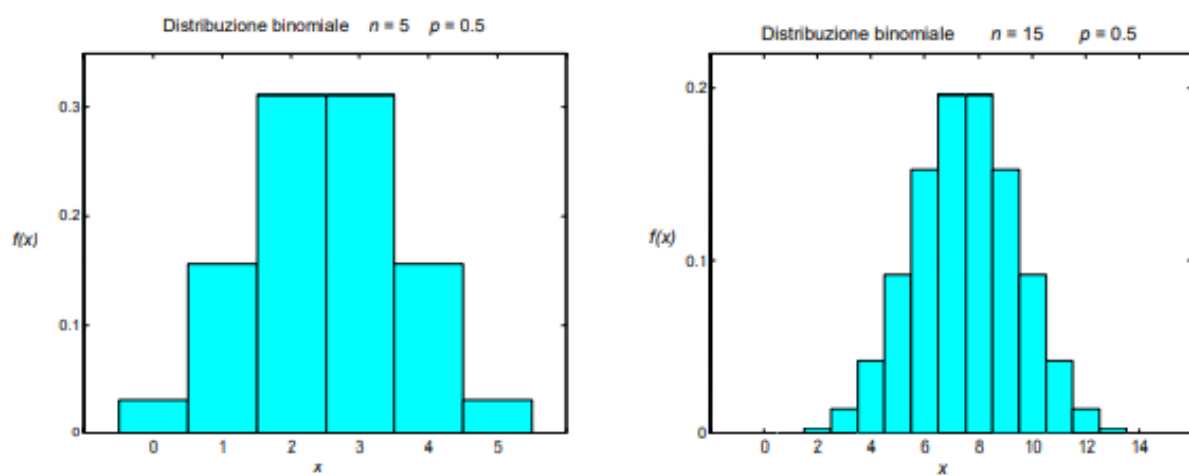 Distribuzione binomiale n = 5 p = 0.5
0.3
0.2
f(x)
0.1
0
0 1 2 3 4 5
x
Distribuzione binomiale n = 15 p = 0.5
0.2
f(x)
0.1
0
0 2 4 6 8 10 12 14
x